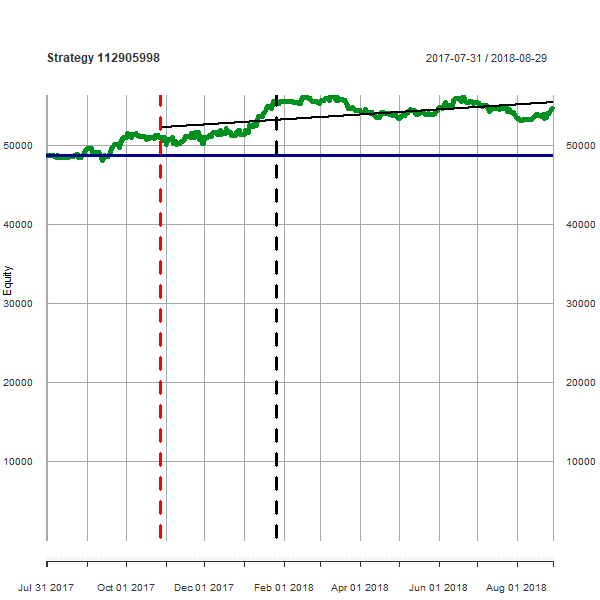 Strategy 112905998
2017-07-31 / 2018-08-29
50000
50000
40000
40000
Equity
30000
30000
20000
20000
10000
10000
Jul 31 2017
Oct 01 2017
Dec 01 2017
Feb 01 2018
Apr 01 2018
Jun 01 2018
Aug 01 2018